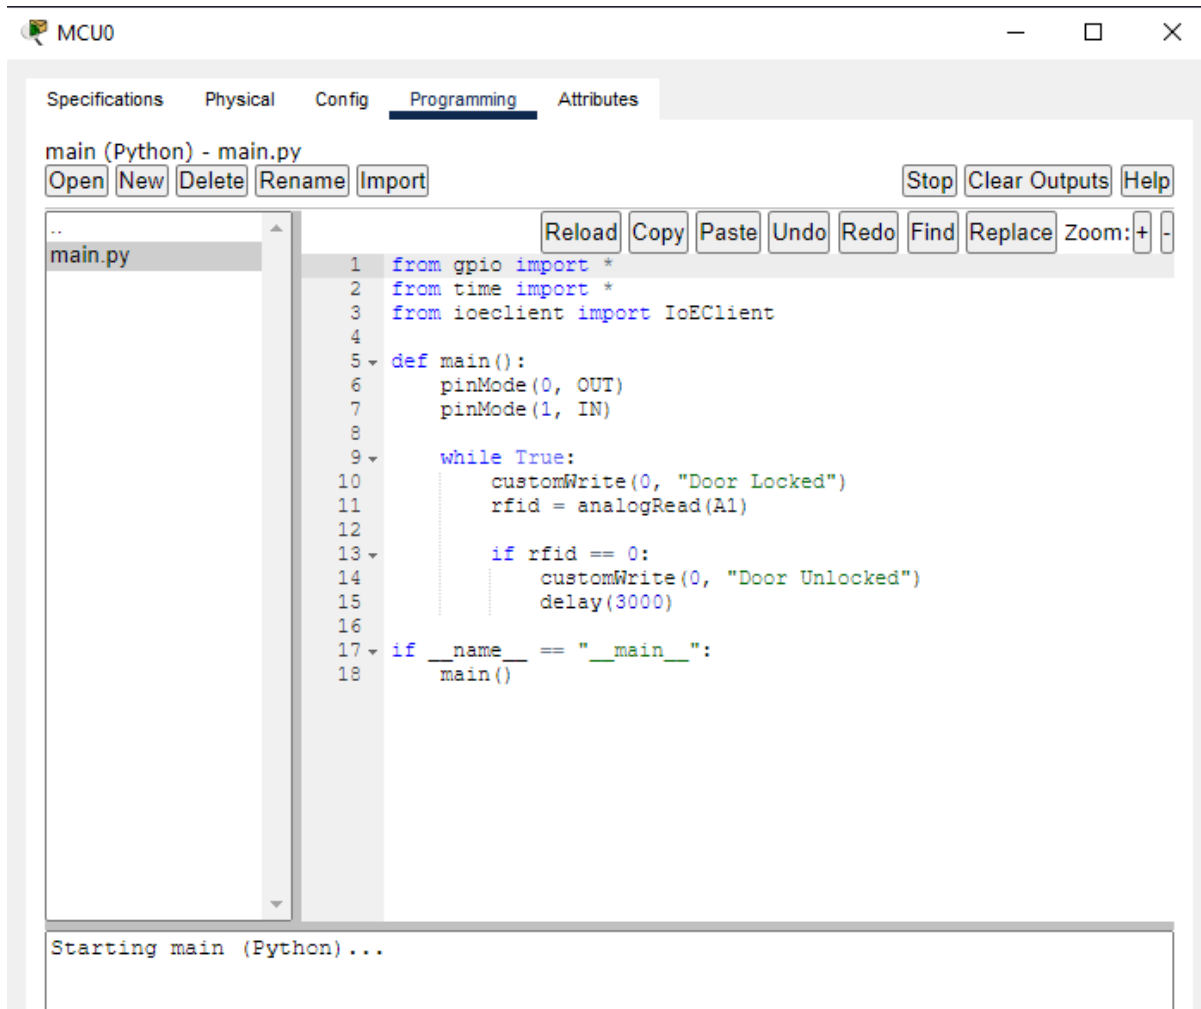 MCU0
Specifications Physical Config Programming Attributes
main (Python) - main.py
Open New Delete Rename Import Stop Clear Outputs Help
..
main.py
Reload Copy Paste Undo Redo Find Replace Zoom: + -
1 from gpio import *
2 from time import *
3 from ioeclient import IoEClient
4
5 def main():
6     pinMode(0, OUT)
7     pinMode(1, IN)
8
9     while True:
10         customWrite(0, "Door Locked")
11         rfid = analogRead(A1)
12
13         if rfid == 0:
14             customWrite(0, "Door Unlocked")
15             delay(3000)
16
17 if __name__ == "__main__":
18     main()
Starting main (Python)...